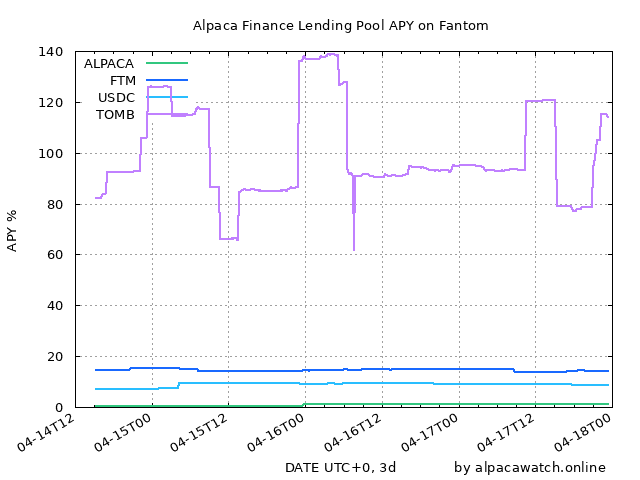 Alpaca Finance Lending Pool APY on Fantom
APY %
140
120
100
80
60
40
20
0
ALPACA
FTM
USDC
TOMB
04-14T12
04-15T00
04-15T12
04-16T00
04-16T12
04-17T00
04-17T12
04-18T00
DATE UTC+0, 3d
by alpacawatch.online